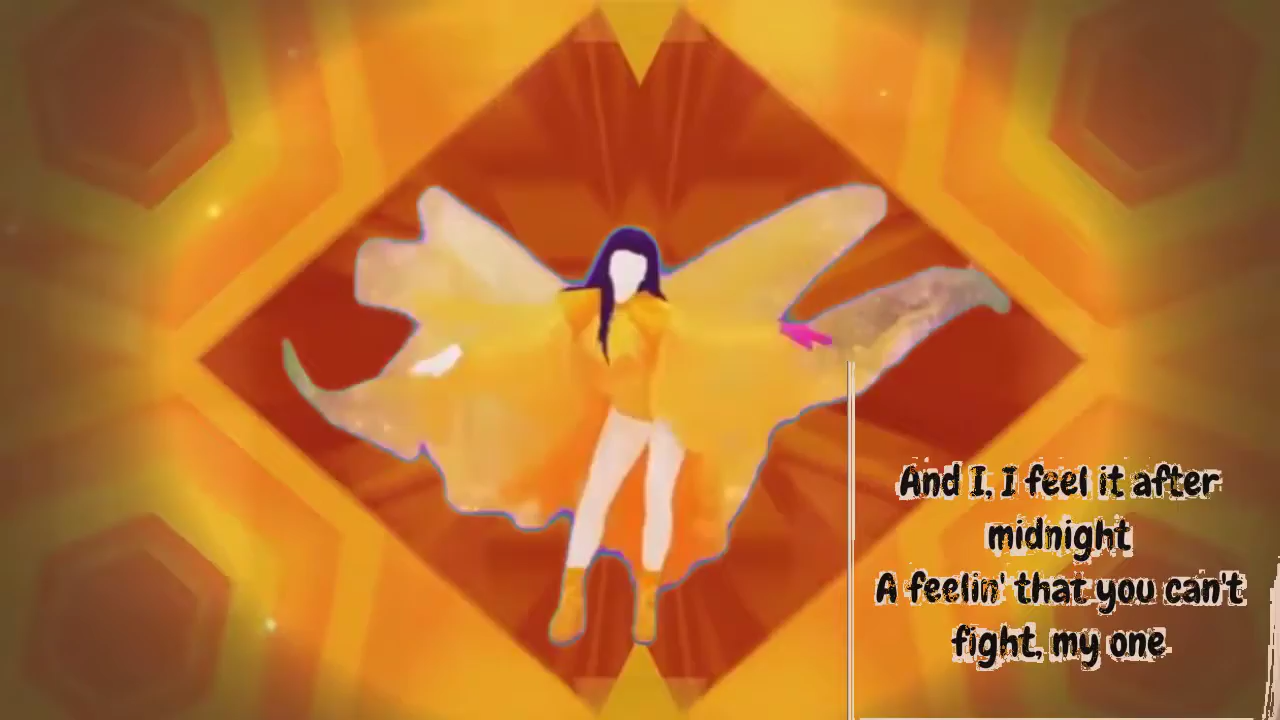 And I, I feel it after
midnight
A feelin' that you can't
fight, my one